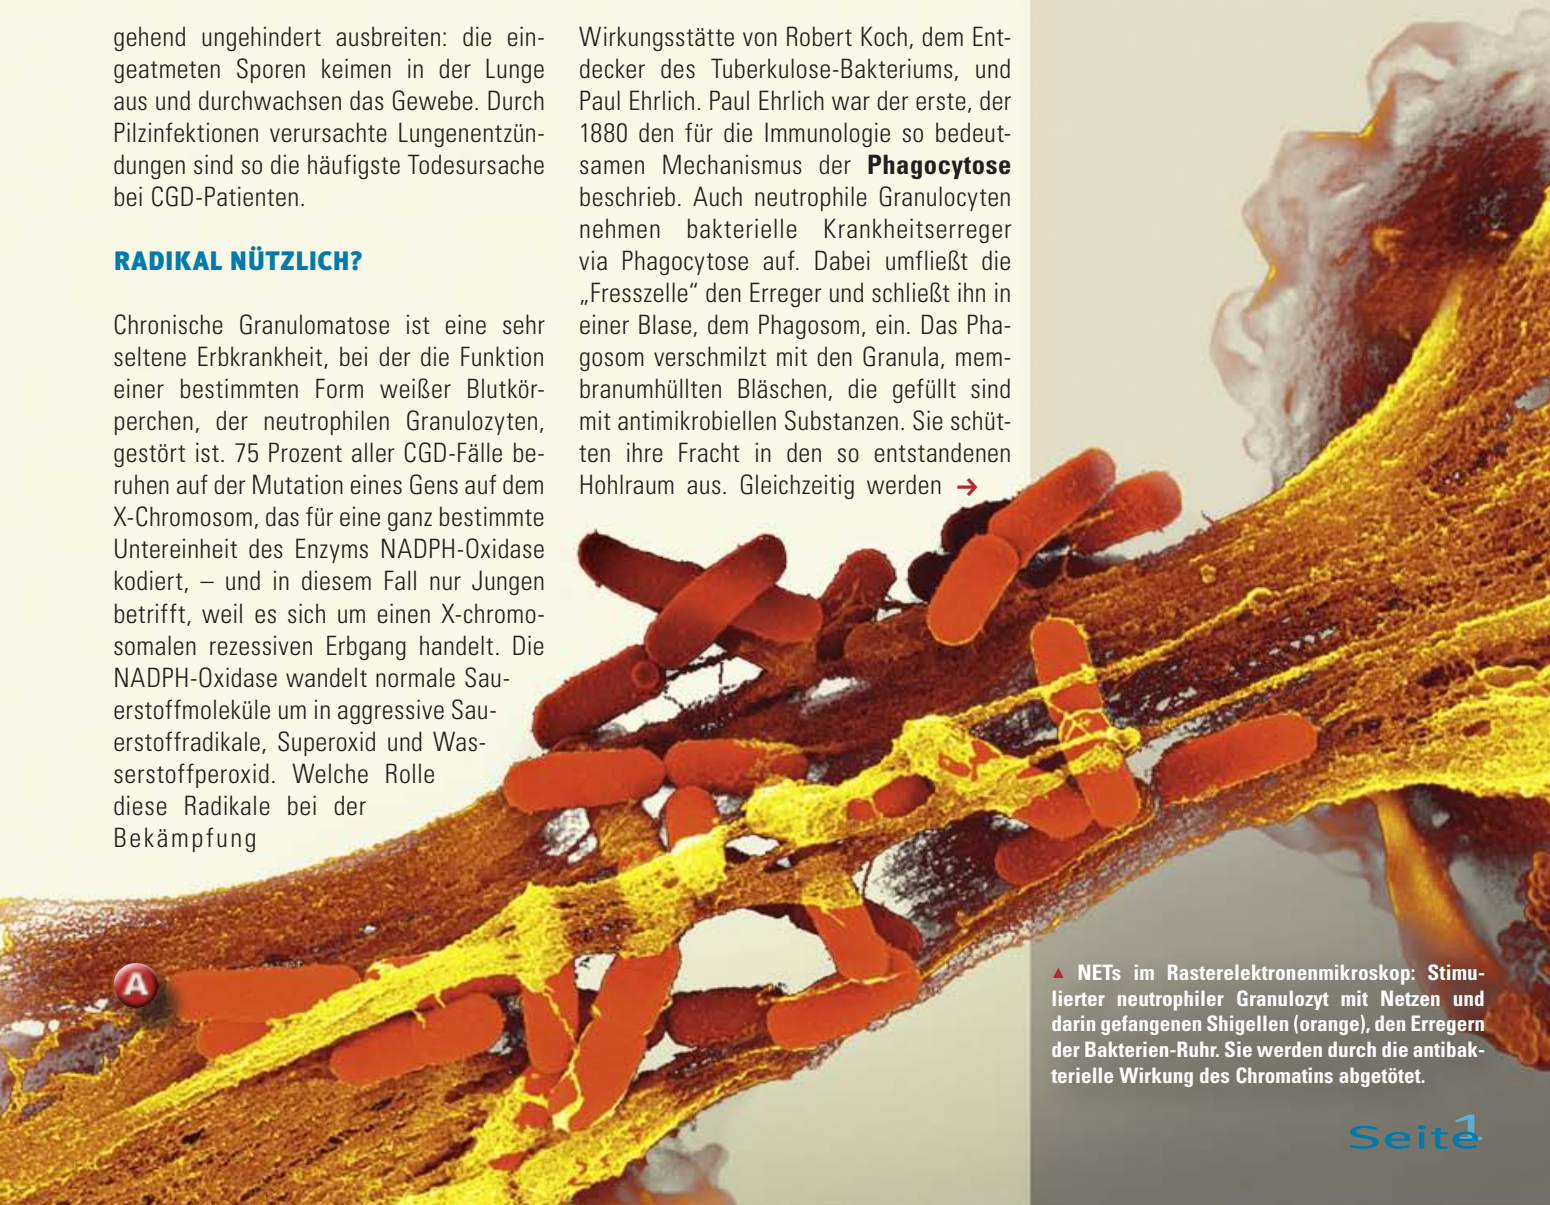 gehend ungehindert ausbreiten: die ein-
geatmeten Sporen keimen in der Lunge
aus und durchwachsen das Gewebe. Durch
Pilzinfektionen verursachte Lungenentzün-
dungen sind so die häufigste Todesursache
bei CGD-Patienten.
RADIKAL NÜTZLICH?
Chronische Granulomatose ist eine sehr
seltene Erbkrankheit, bei der die Funktion
einer bestimmten Form weißer Blutkör-
perchen, der neutrophilen Granulozyten,
gestört ist. 75 Prozent aller CGD-Fälle be-
ruhen auf der Mutation eines Gens auf dem
X-Chromosom, das für eine ganz bestimmte
Untereinheit des Enzyms NADPH-Oxidase
kodiert, – und in diesem Fall nur Jungen
betrifft, weil es sich um einen X-chromo-
somalen rezessiven Erbgang handelt. Die
NADPH-Oxidase wandelt normale Sau-
erstoffmoleküle um in aggressive Sau-
erstoffradikale, Superoxid und Was-
serstoffperoxid. Welche Rolle
diese Radikale bei der
Bekämpfung
Wirkungsstätte von Robert Koch, dem Ent-
decker des Tuberkulose-Bakteriums, und
Paul Ehrlich. Paul Ehrlich war der erste, der
1880 den für die Immunologie so bedeut-
samen Mechanismus der Phagocytose
beschrieb. Auch neutrophile Granulocyten
nehmen bakterielle Krankheitserreger
via Phagocytose auf. Dabei umfließt die
„Fresszelle“ den Erreger und schließt ihn in
einer Blase, dem Phagosom, ein. Das Pha-
gosom verschmilzt mit den Granula, mem-
branumhüllten Bläschen, die gefüllt sind
mit antimikrobiellen Substanzen. Sie schüt-
ten ihre Fracht in den so entstandenen
Hohlraum aus. Gleichzeitig werden →
A
▲ NETs im Rasterelektronenmikroskop: Stimu-
lierter neutrophiler Granulozyt mit Netzen und
darin gefangenen Shigellen (orange), den Erregern
der Bakterien-Ruhr. Sie werden durch die antibak-
terielle Wirkung des Chromatins abgetötet.
Seite 1